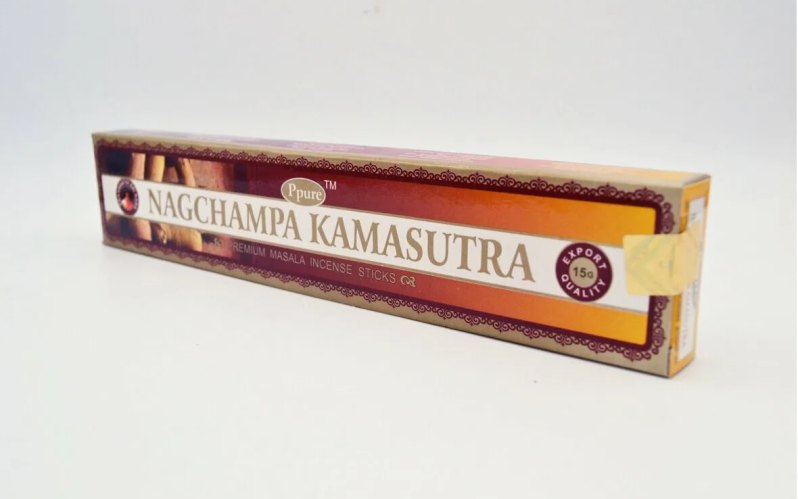 Ppure™
NAGCHAMPA KAMASUTRA
PREMIUM MASALA INCENSE STICKS
EXPORT
15G
QUALITY